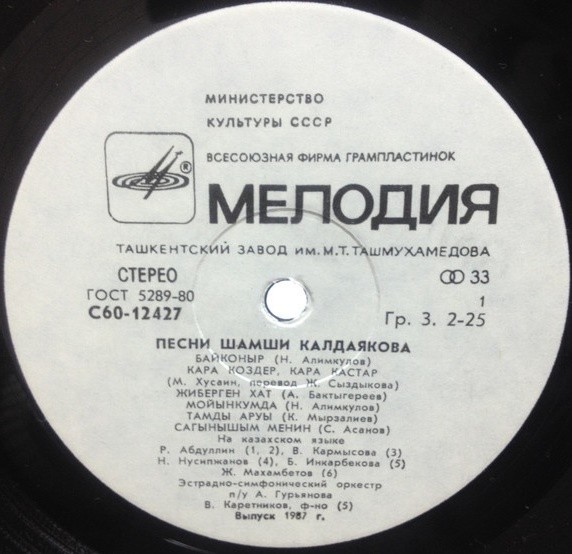 МИНИСТЕРСТВО
КУЛЬТУРЫ СССР
ВСЕСОЮЗНАЯ ФИРМА ГРАМПЛАСТИНОК
®
МЕЛОДИЯ
ТАШКЕНТСКИЙ ЗАВОД ИМ. М. Т. ТАШМУХАМЕДОВА
СТЕРЕО
33
ГОСТ 5289-80
1
С60-12427
Гр. 3. 2-25
ПЕСНИ ШАМШИ КАЛДАЯКОВА
БАЙКОНЫР (Н. Алимкулов)
КАРА КОЗДЕР, КАРА КАСТАР
(М. Хусаин, перевод Ж. Сыздыкова)
ЖИБЕРГЕН ХАТ (А. Бактыгереев)
МОЙЫНКУМДА (Н. Алимкулов)
ТАМДЫ АРУЫ (К. Мырзалиев)
САГЫНЫШЫМ МЕНИН (С. Асанов)
На казахском языке
Р. Абдуллин (1, 2), В. Кармысова (3)
Н. Нусипжанов (4), Б. Инкарбекова (5)
Ж. Махамбетов (6)
Эстрадно-симфонический оркестр
п/у А. Гурьянова
В. Каретников, ф-но (5)
Выпуск 1987 г.